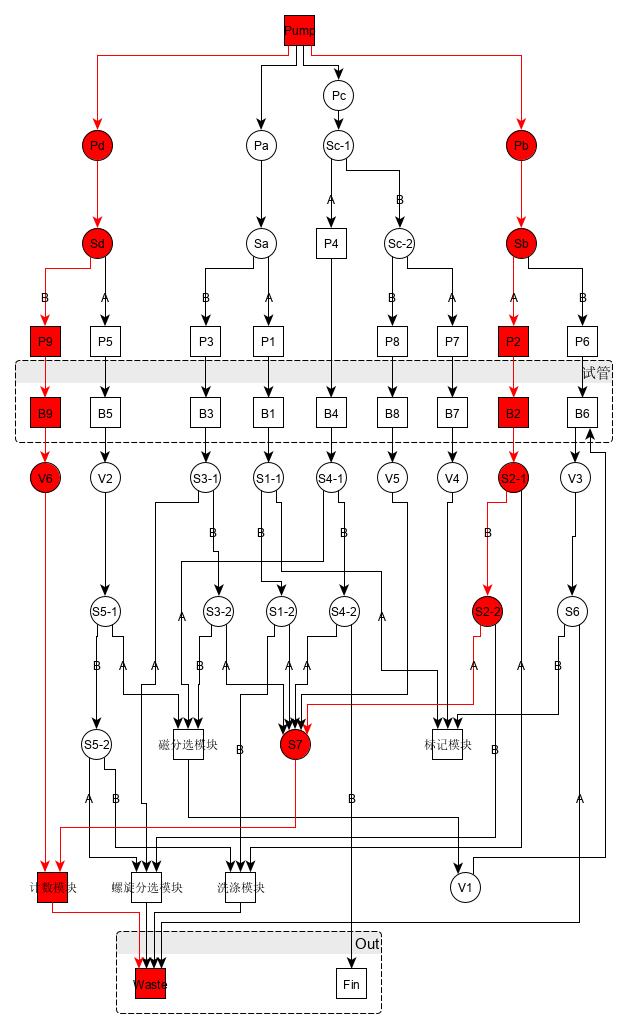 Pump
Pc
Pd
Pa
Sc-1
Pb
A
B
Sd
Sa
P4
Sc-2
Sb
B
A
B
A
B
A
A
B
P9
P5
P3
P1
P8
P7
P2
P6
试管
B9
B5
B3
B1
B4
B8
B7
B2
B6
V6
V2
S3-1
S1-1
S4-1
V5
V4
S2-1
V3
B
B
B
B
S5-1
S3-2
S1-2
S4-2
S2-2
S6
A
A
B
A
A
B
A
A
A
A
A
B
S5-2
磁分选模块
S7
标记模块
B
B
A
B
B
A
计数模块
螺旋分选模块
洗涤模块
V1
Out
Waste
Fin